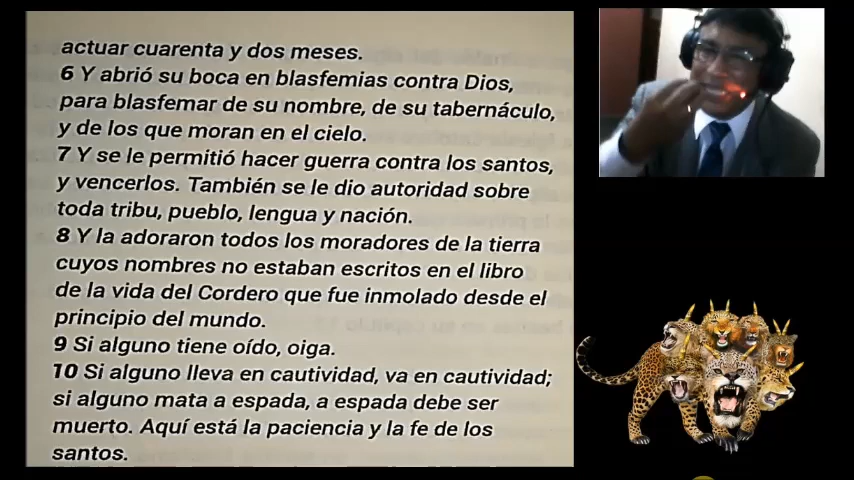 actuar cuarenta y dos meses.
6 Y abrió su boca en blasfemias contra Dios,
para blasfemar de su nombre, de su tabernáculo,
y de los que moran en el cielo.
7 Y se le permitió hacer guerra contra los santos,
y vencerlos. También se le dio autoridad sobre
toda tribu, pueblo, lengua y nación.
8 Y la adoraron todos los moradores de la tierra
cuyos nombres no estaban escritos en el libro
de la vida del Cordero que fue inmolado desde el
principio del mundo.
9 Si alguno tiene oído, oiga.
10 Si alguno lleva en cautividad, va en cautividad;
si alguno mata a espada, a espada debe ser
muerto. Aquí está la paciencia y la fe de los
santos.